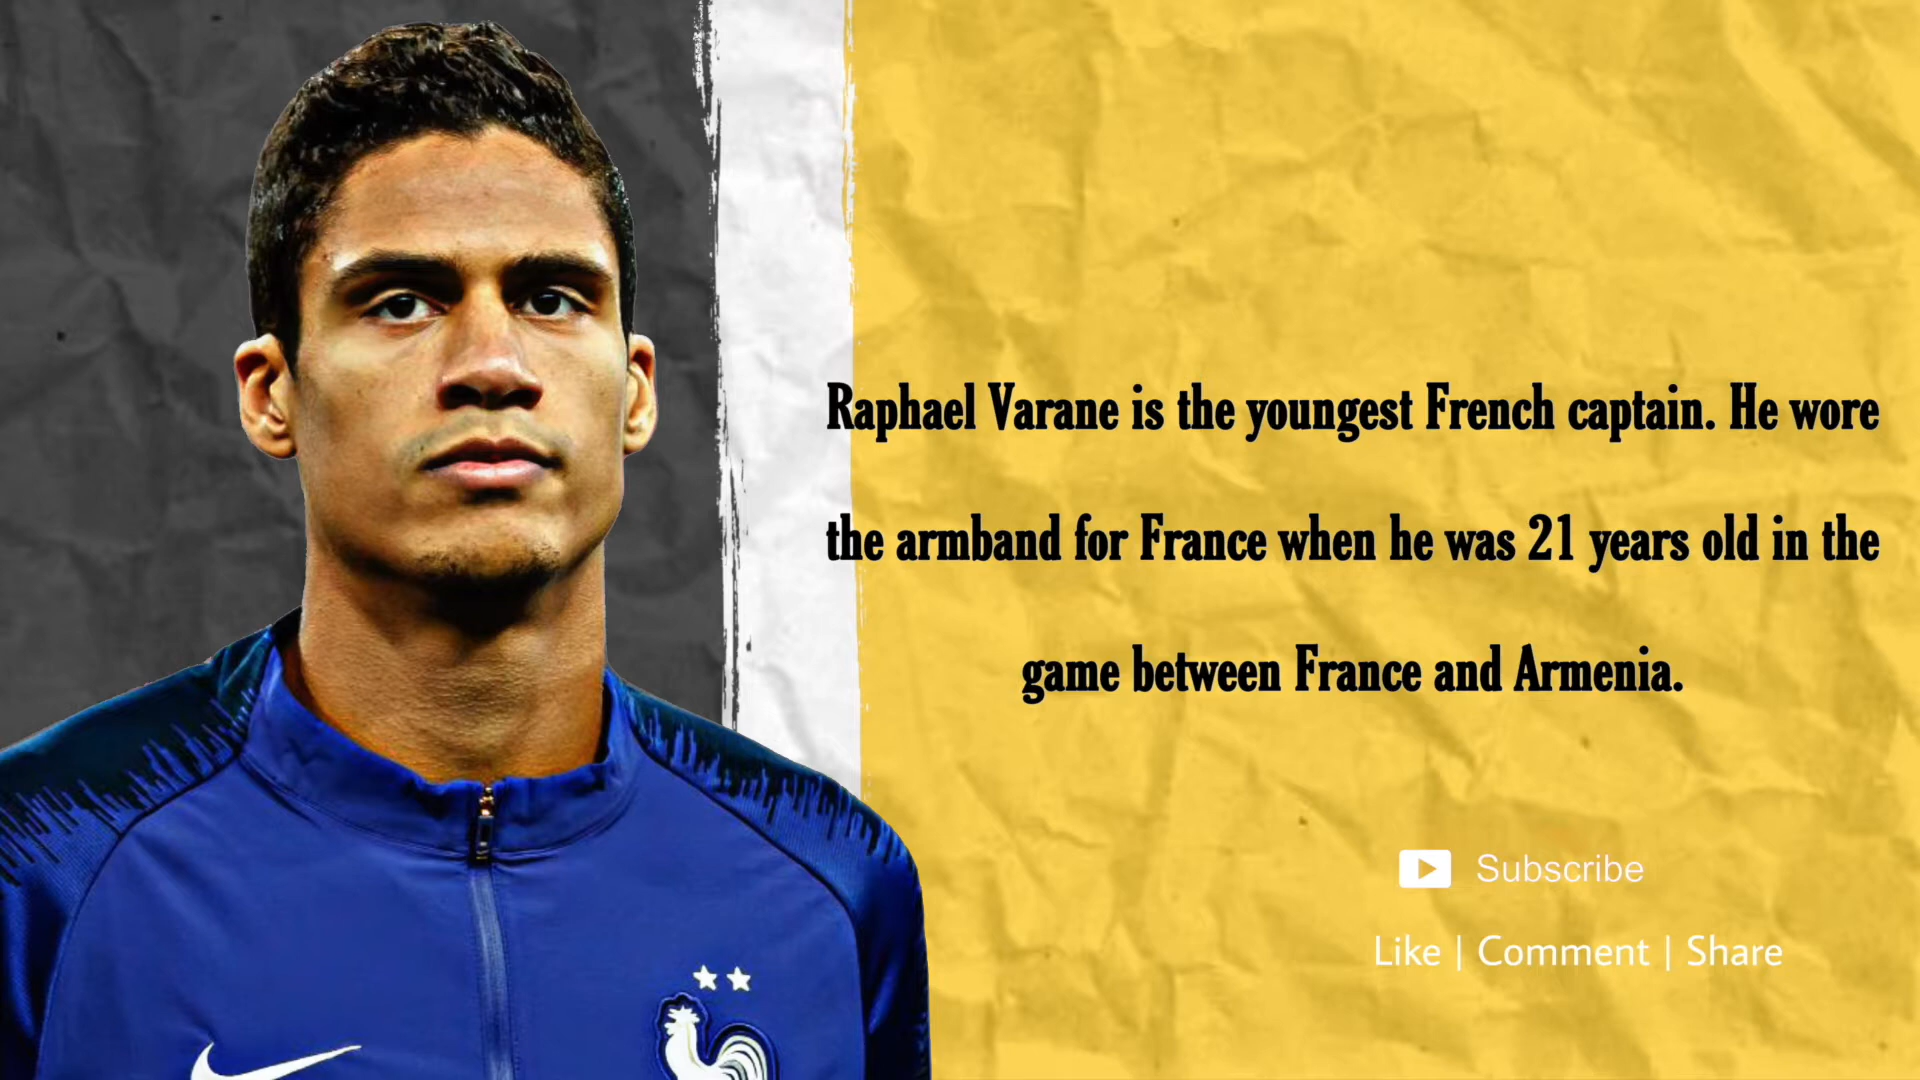 Raphael Varane is the youngest French captain. He wore
the armband for France when he was 21 years old in the
game between France and Armenia.
Subscribe
Like | Comment | Share